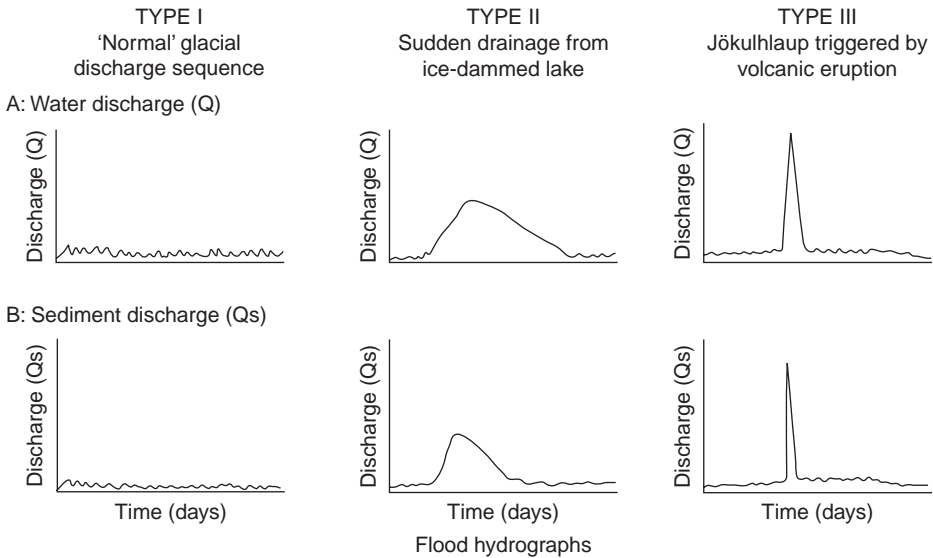 TYPE I
'Normal' glacial
discharge sequence
TYPE II
Sudden drainage from
ice-dammed lake
TYPE III
Jökulhlaup triggered by
volcanic eruption
A: Water discharge (Q)
Discharge (Q)
Discharge (Q)
Discharge (Q)
B: Sediment discharge (Qs)
Discharge (Qs)
Discharge (Qs)
Discharge (Qs)
Time (days)
Time (days)
Time (days)
Flood hydrographs